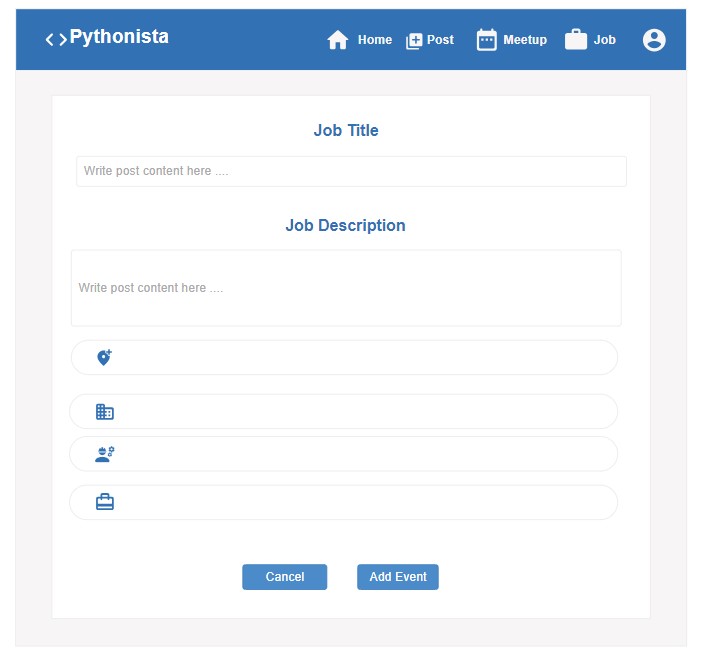 Pythonista
Home Post Meetup Job
Job Title
Write post content here ....
Job Description
Write post content here ....
Cancel Add Event